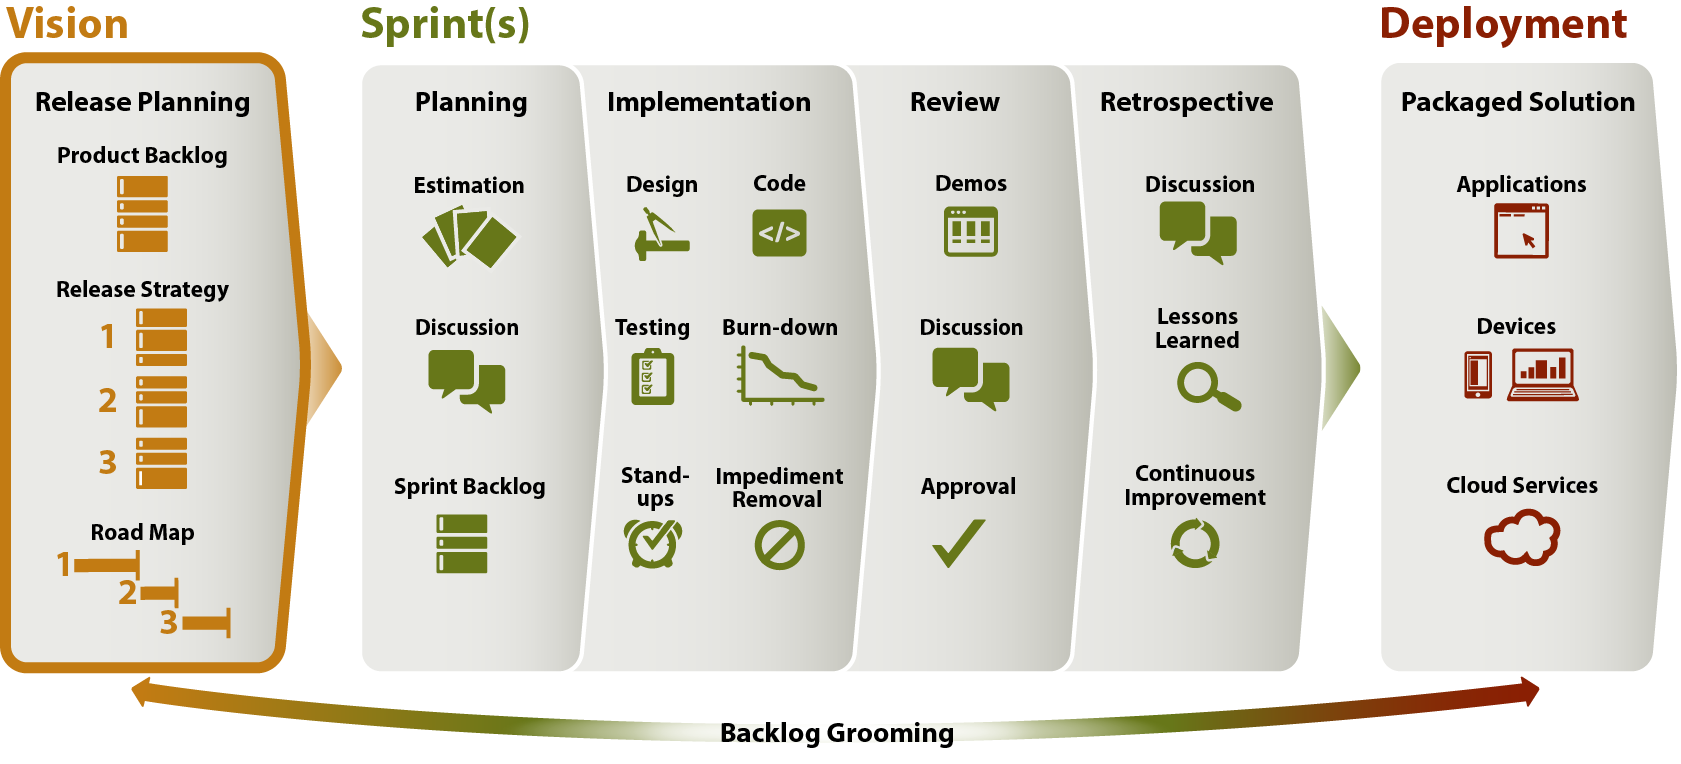 Vision
Sprint(s)
Deployment
Release Planning
Product Backlog
Release Strategy
1
2
3
Road Map
1
2
3
Planning
Estimation
Discussion
Sprint Backlog
Implementation
Design
Code
</>
Testing
Burn-down
Stand-
ups
Impediment
Removal
Review
Demos
Discussion
Approval
Retrospective
Discussion
Lessons
Learned
Continuous
Improvement
Packaged Solution
Applications
Devices
Cloud Services
Backlog Grooming